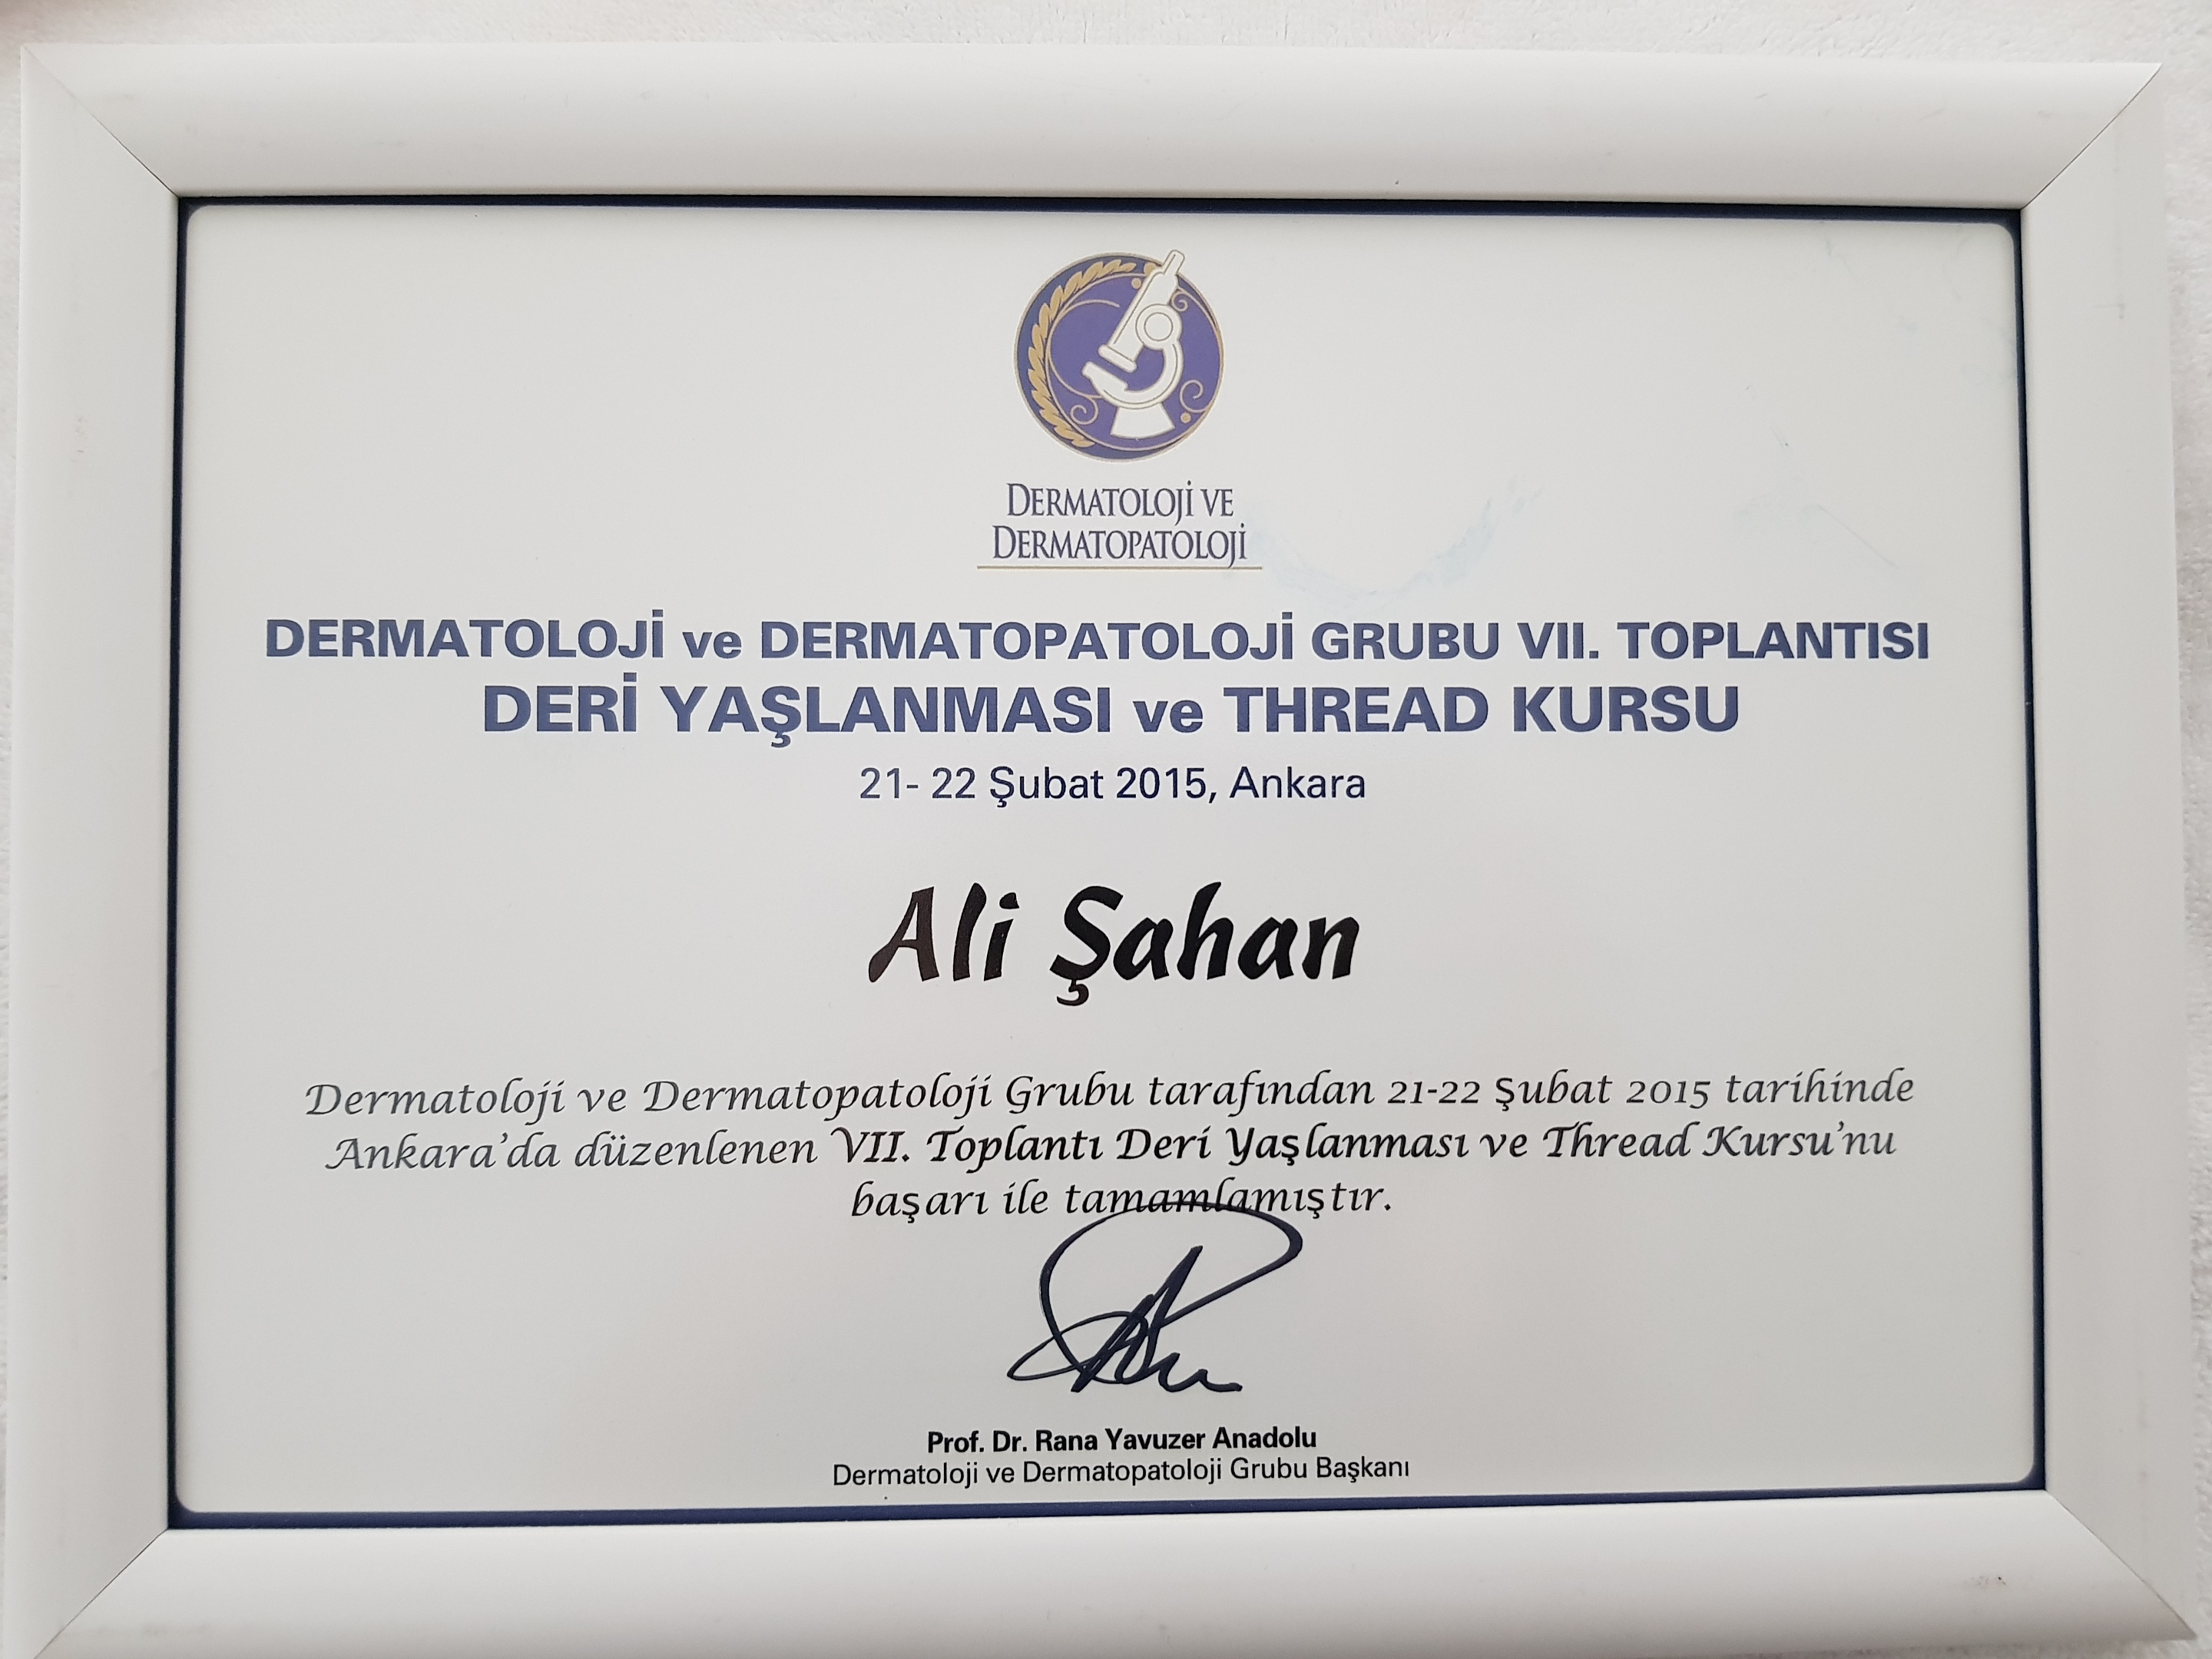 DERMATOLOJİ VE
DERMATOPATOLOJİ
DERMATOLOJİ ve DERMATOPATOLOJİ GRUBU VII. TOPLANTISI
DERİ YAŞLANMASI ve THREAD KURSU
21- 22 Şubat 2015, Ankara
Ali Şahan
Dermatoloji ve Dermatopatoloji Grubu tarafından 21-22 Şubat 2015 tarihinde
Ankara'da düzenlenen VII. Toplantı Deri Yaşlanması ve Thread Kursu'nu
başarı ile tamamlamıştır.
Prof. Dr. Rana Yavuzer Anadolu
Dermatoloji ve Dermatopatoloji Grubu Başkanı